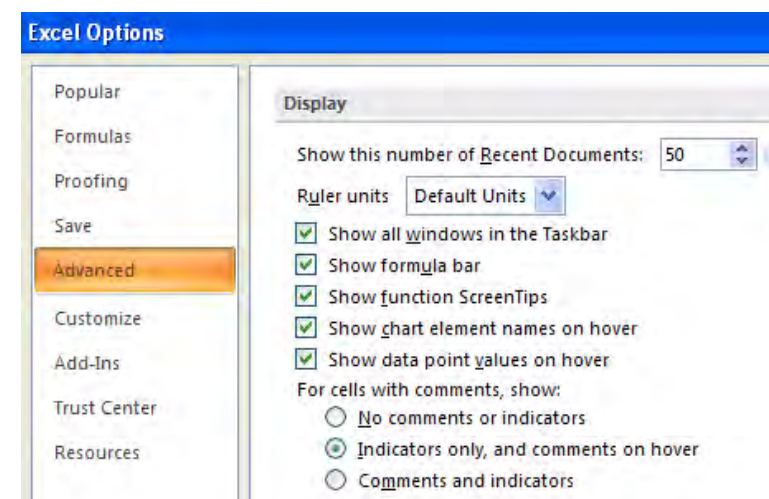 Excel Options
Popular
Formulas
Proofing
Save
Advanced
Customize
Add-Ins
Trust Center
Resources
Display
Show this number of Recent Documents: 50
Ruler units Default Units
Show all windows in the Taskbar
Show formula bar
Show function ScreenTips
Show chart element names on hover
Show data point values on hover
For cells with comments, show:
No comments or indicators
Indicators only, and comments on hover
Comments and indicators